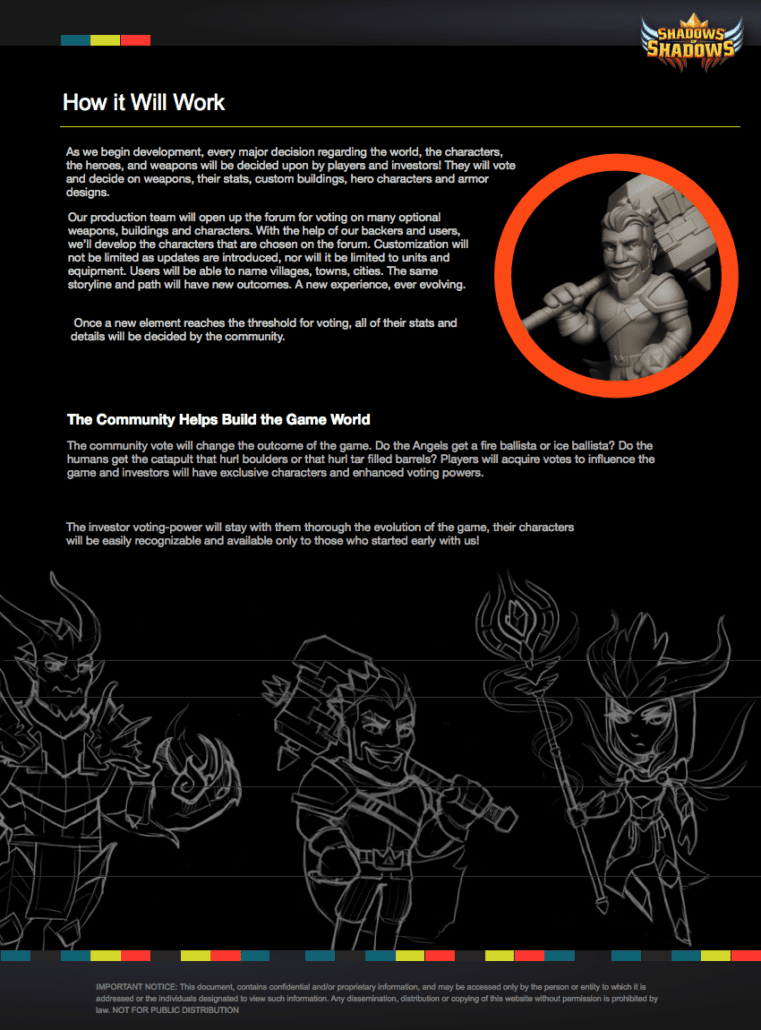 SHADOWS
OF
SHADOWS
How it Will Work
As we begin development, every major decision regarding the world, the characters,
the heroes, and weapons will be decided upon by players and investors! They will vote
and decide on weapons, their stats, custom buildings, hero characters and armor
designs.
Our production team will open up the forum for voting on many optional
weapons, buildings and characters. With the help of our backers and users,
we'll develop the characters that are chosen on the forum. Customization will
not be limited as updates are introduced, nor will it be limited to units and
equipment. Users will be able to name villages, towns, cities. The same
storyline and path will have new outcomes. A new experience, ever evolving.
Once a new element reaches the threshold for voting, all of their stats and
details will be decided by the community.
The Community Helps Build the Game World
The community vote will change the outcome of the game. Do the Angels get a fire ballista or ice ballista? Do the
humans get the catapult that hurl boulders or that hurl tar filled barrels? Players will acquire votes to influence the
game and investors will have exclusive characters and enhanced voting powers.
The investor voting-power will stay with them thorough the evolution of the game, their characters
will be easily recognizable and available only to those who started early with us!
IMPORTANT NOTICE: This document, contains confidential and/or proprietary information, and may be accessed only by the person or entity to which it is
addressed or the individuals designated to view such information. Any dissemination, distribution or copying of this website without permission is prohibited by
law. NOT FOR PUBLIC DISTRIBUTION